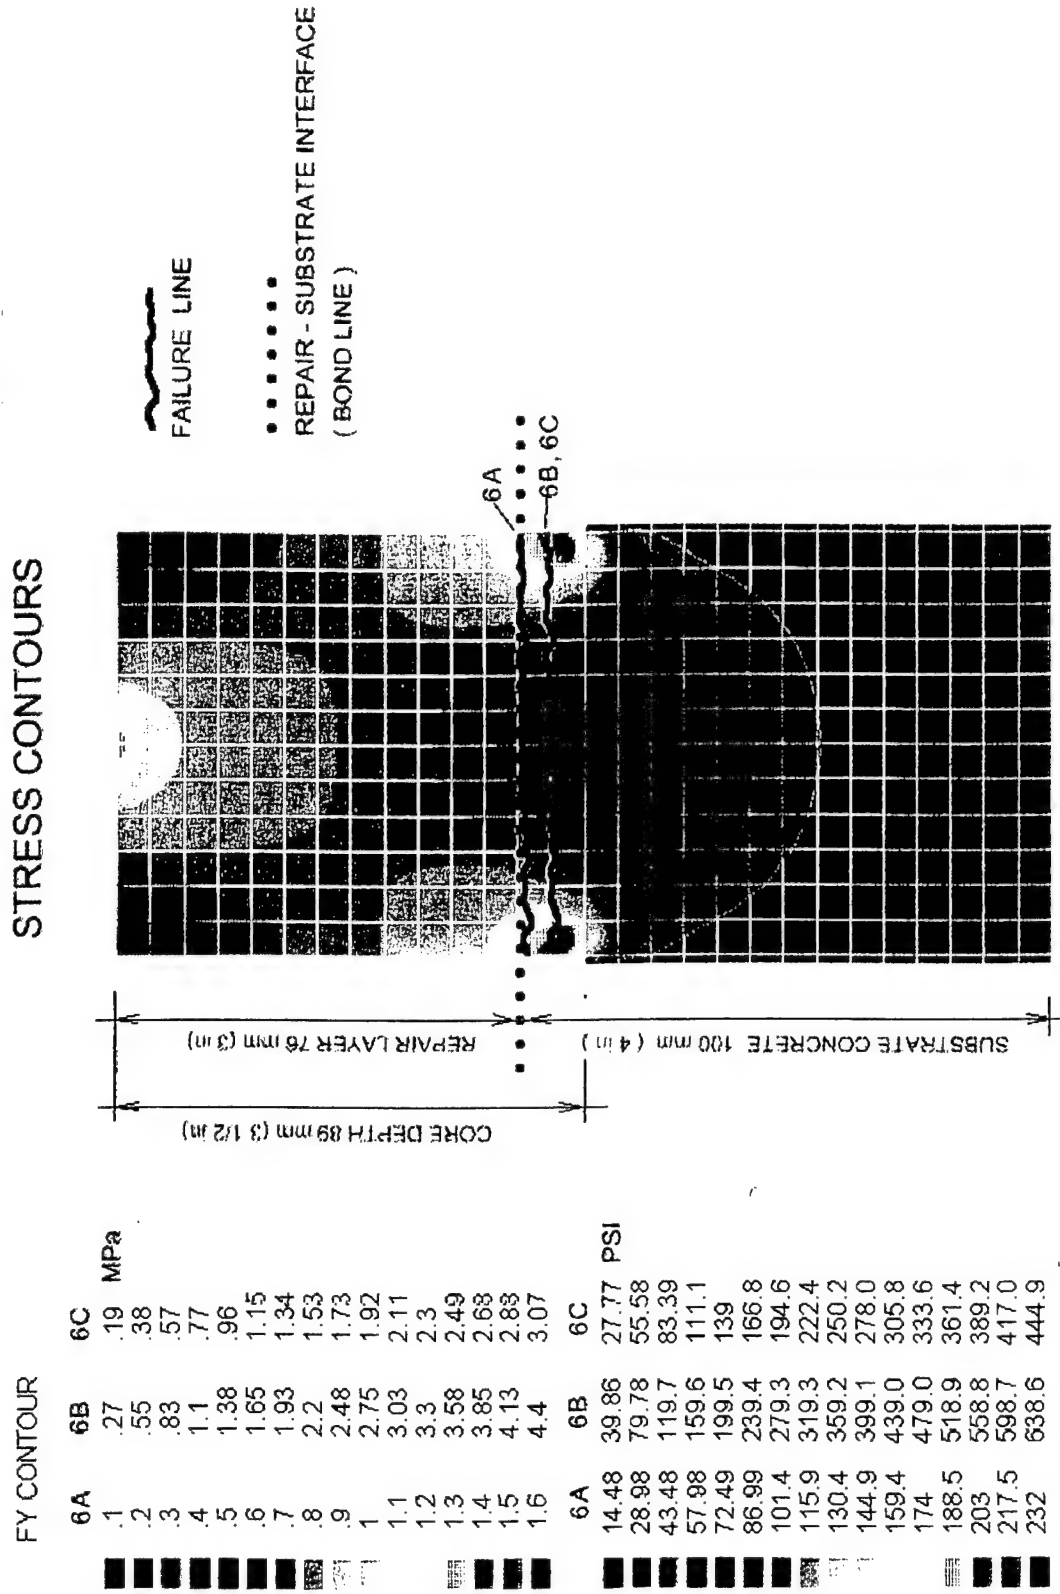 STRESS CONTOURS
FY CONTOUR
6A 6B 6C
.1 .27 .19 MPa
.2 .55 .38
.3 .83 .57
.4 1.1 .77
.5 1.38 .96
.6 1.65 1.15
.7 1.93 1.34
.8 2.2 1.53
.9 2.48 1.73
1 2.75 1.92
1.1 3.03 2.11
1.2 3.3 2.3
1.3 3.58 2.49
1.4 3.85 2.68
1.5 4.13 2.88
1.6 4.4 3.07
6A 6B 6C
14.48 39.86 27.77 PSI
28.98 79.78 55.58
43.48 119.7 83.39
57.98 159.6 111.1
72.49 199.5 139
86.99 239.4 166.8
101.4 279.3 194.6
115.9 319.3 222.4
130.4 359.2 250.2
144.9 399.1 278.0
159.4 439.0 305.8
174 479.0 333.6
188.5 518.9 361.4
203 558.8 389.2
217.5 598.7 417.0
232 638.6 444.9
CORE DEPTH 89 mm (3 1/2 in)
REPAIR LAYER 76 mm (3 in)
SUBSTRATE CONCRETE 100 mm (4 in)
6A
6B, 6C
FAILURE LINE
REPAIR - SUBSTRATE INTERFACE
( BOND LINE )